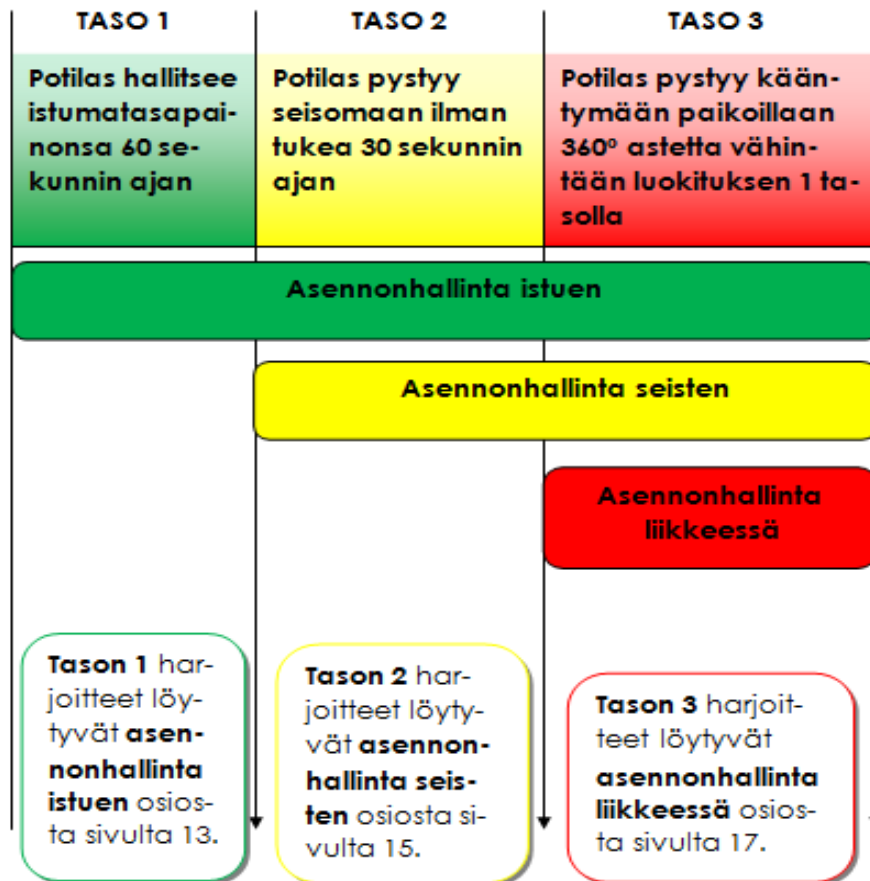 TASO 1
TASO 2
TASO 3
Potilas hallitsee
istumatasapai-
nonsa 60 se-
kunnin ajan
Potilas pystyy
seisomaan ilman
tukea 30 sekunnin
ajan
Potilas pystyy kään-
tymään paikoillaan
360º astetta vähin-
tään luokituksen 1 ta-
solla
Asennonhallinta istuen
Asennonhallinta seisten
Asennonhallinta
liikkeessä
Tason 1 har-
joitteet löy-
tyvät asen-
nonhallinta
istuen osios-
ta sivulta 13.
Tason 2 har-
joitteet löyty-
vät asennon-
hallinta seis-
ten osiosta si-
vulta 15.
Tason 3 harjoit-
teet löytyvät
asennonhallinta
liikkeessä osios-
ta sivulta 17.